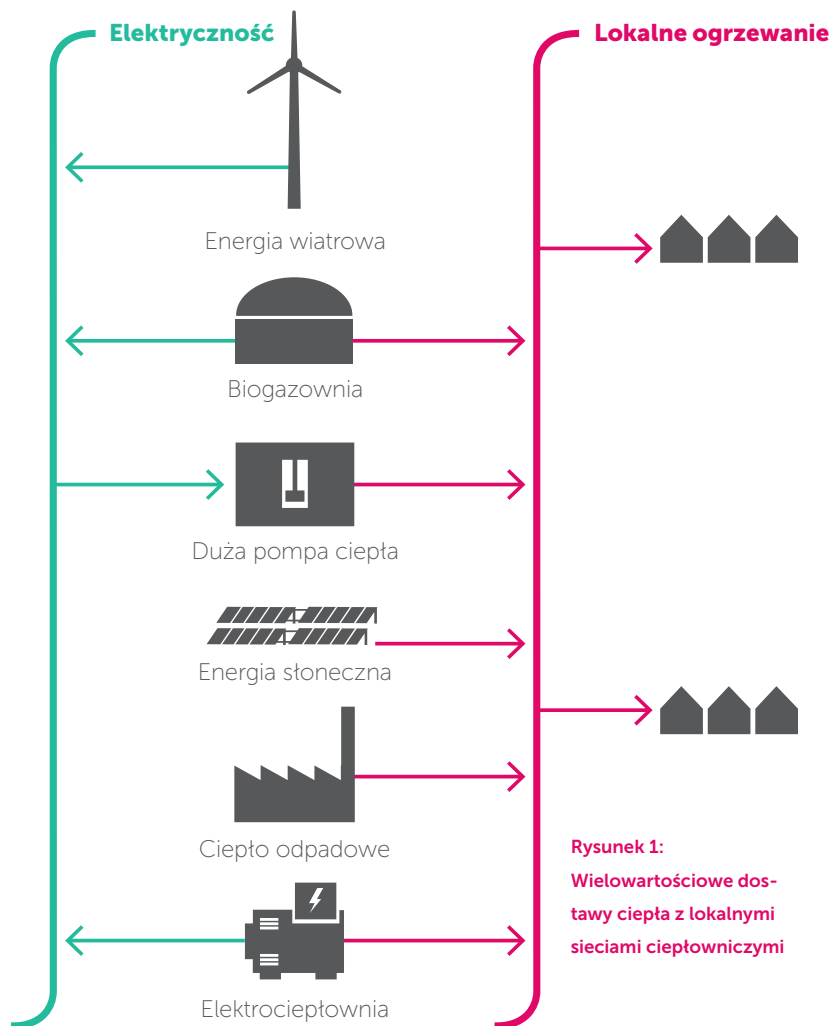 Elektryczność
Lokalne ogrzewanie
Energia wiatrowa
Biogazownia
Duża pompa ciepła
Energia słoneczna
Ciepło odpadowe
Elektrociepłownia
Rysunek 1:
Wielowartościowe dos-
tawy ciepła z lokalnymi
sieciami ciepłowniczymi